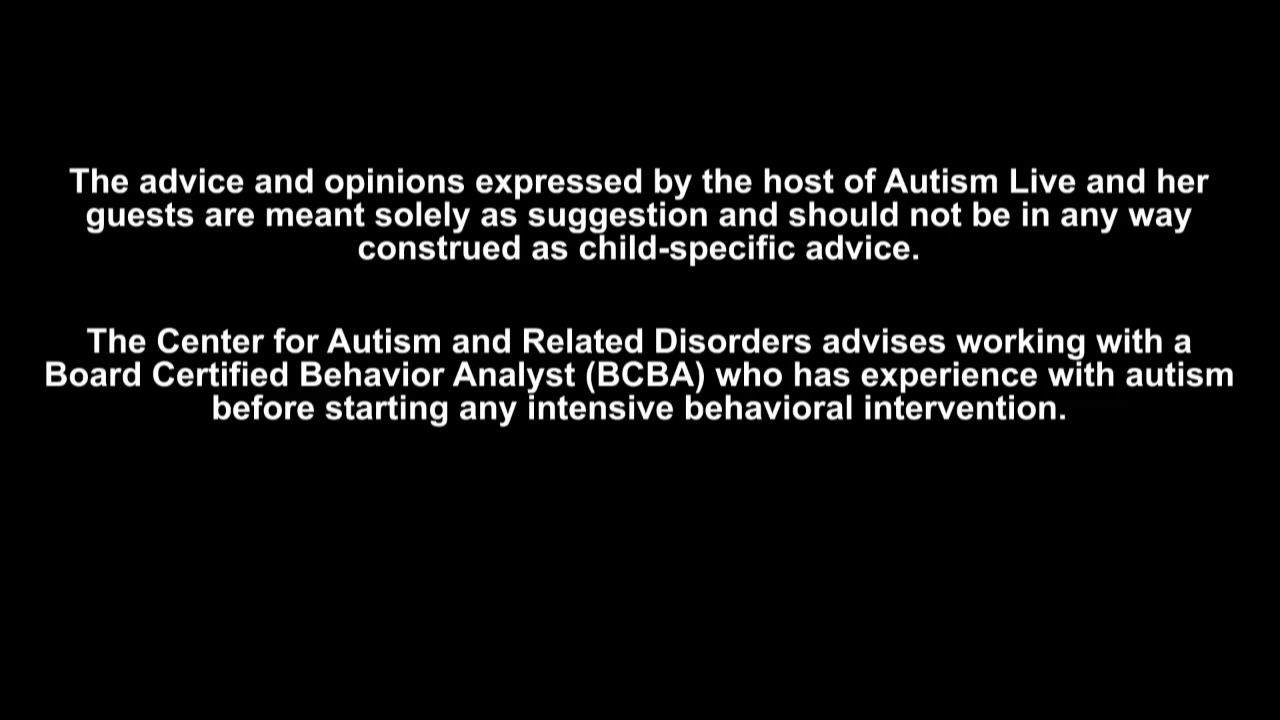 The advice and opinions expressed by the host of Autism Live and her
guests are meant solely as suggestion and should not be in any way
construed as child-specific advice.
The Center for Autism and Related Disorders advises working with a
Board Certified Behavior Analyst (BCBA) who has experience with autism
before starting any intensive behavioral intervention.